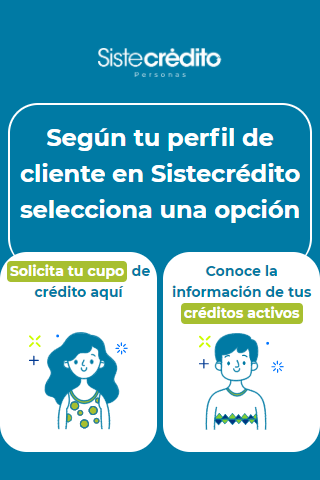 Sistecrédito
Personas
Según tu perfil de
cliente en Sistecrédito
selecciona una opción
Solicita tu cupo de
crédito aquí
Conoce la
información de tus
créditos activos